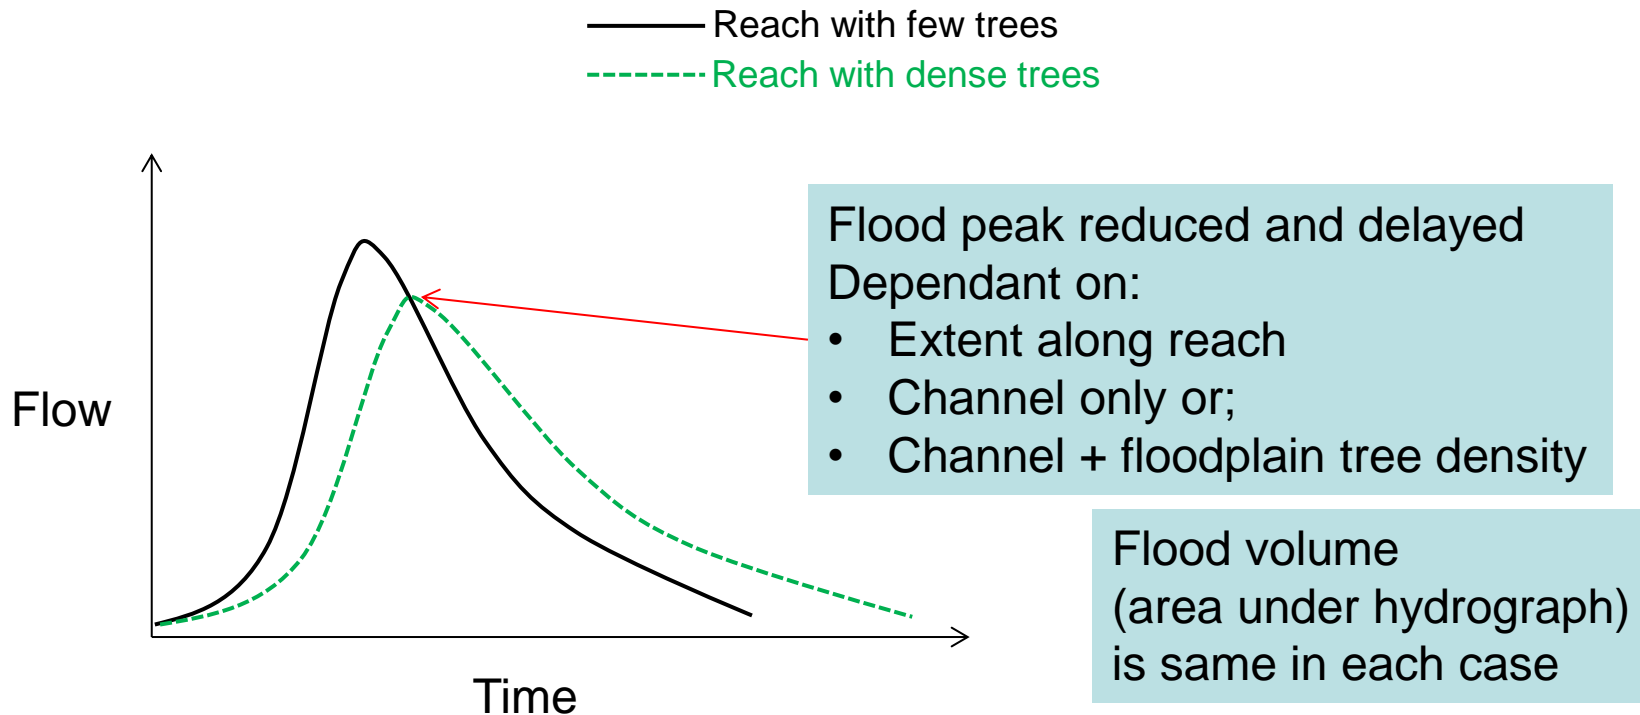 Reach with few trees
Reach with dense trees
Flood peak reduced and delayed
Dependant on:
• Extent along reach
• Channel only or;
• Channel + floodplain tree density
Flow
Flood volume
(area under hydrograph)
is same in each case
Time